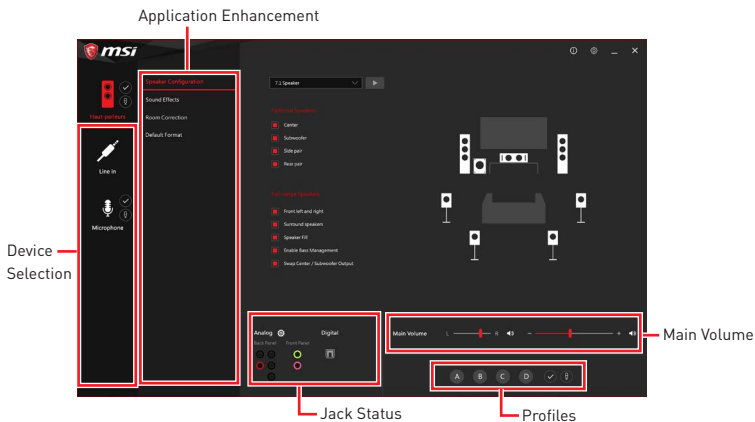 Application Enhancement
msi
Haut-parleurs
Line in
Microphone
Speaker Configuration
Sound Effects
Room Correction
Default Format
7.1 Speaker
Optional Speakers
Center
Subwoofer
Side pair
Rear pair
Full-range Speakers
Front left and right
Surround speakers
Speaker Fill
Enable Bass Management
Swap Center / Subwoofer Output
Device
Selection
Analog
Digital
Back Panel
Front Panel
Main Volume
L
R
-
+
Main Volume
A
B
C
D
Jack Status
Profiles